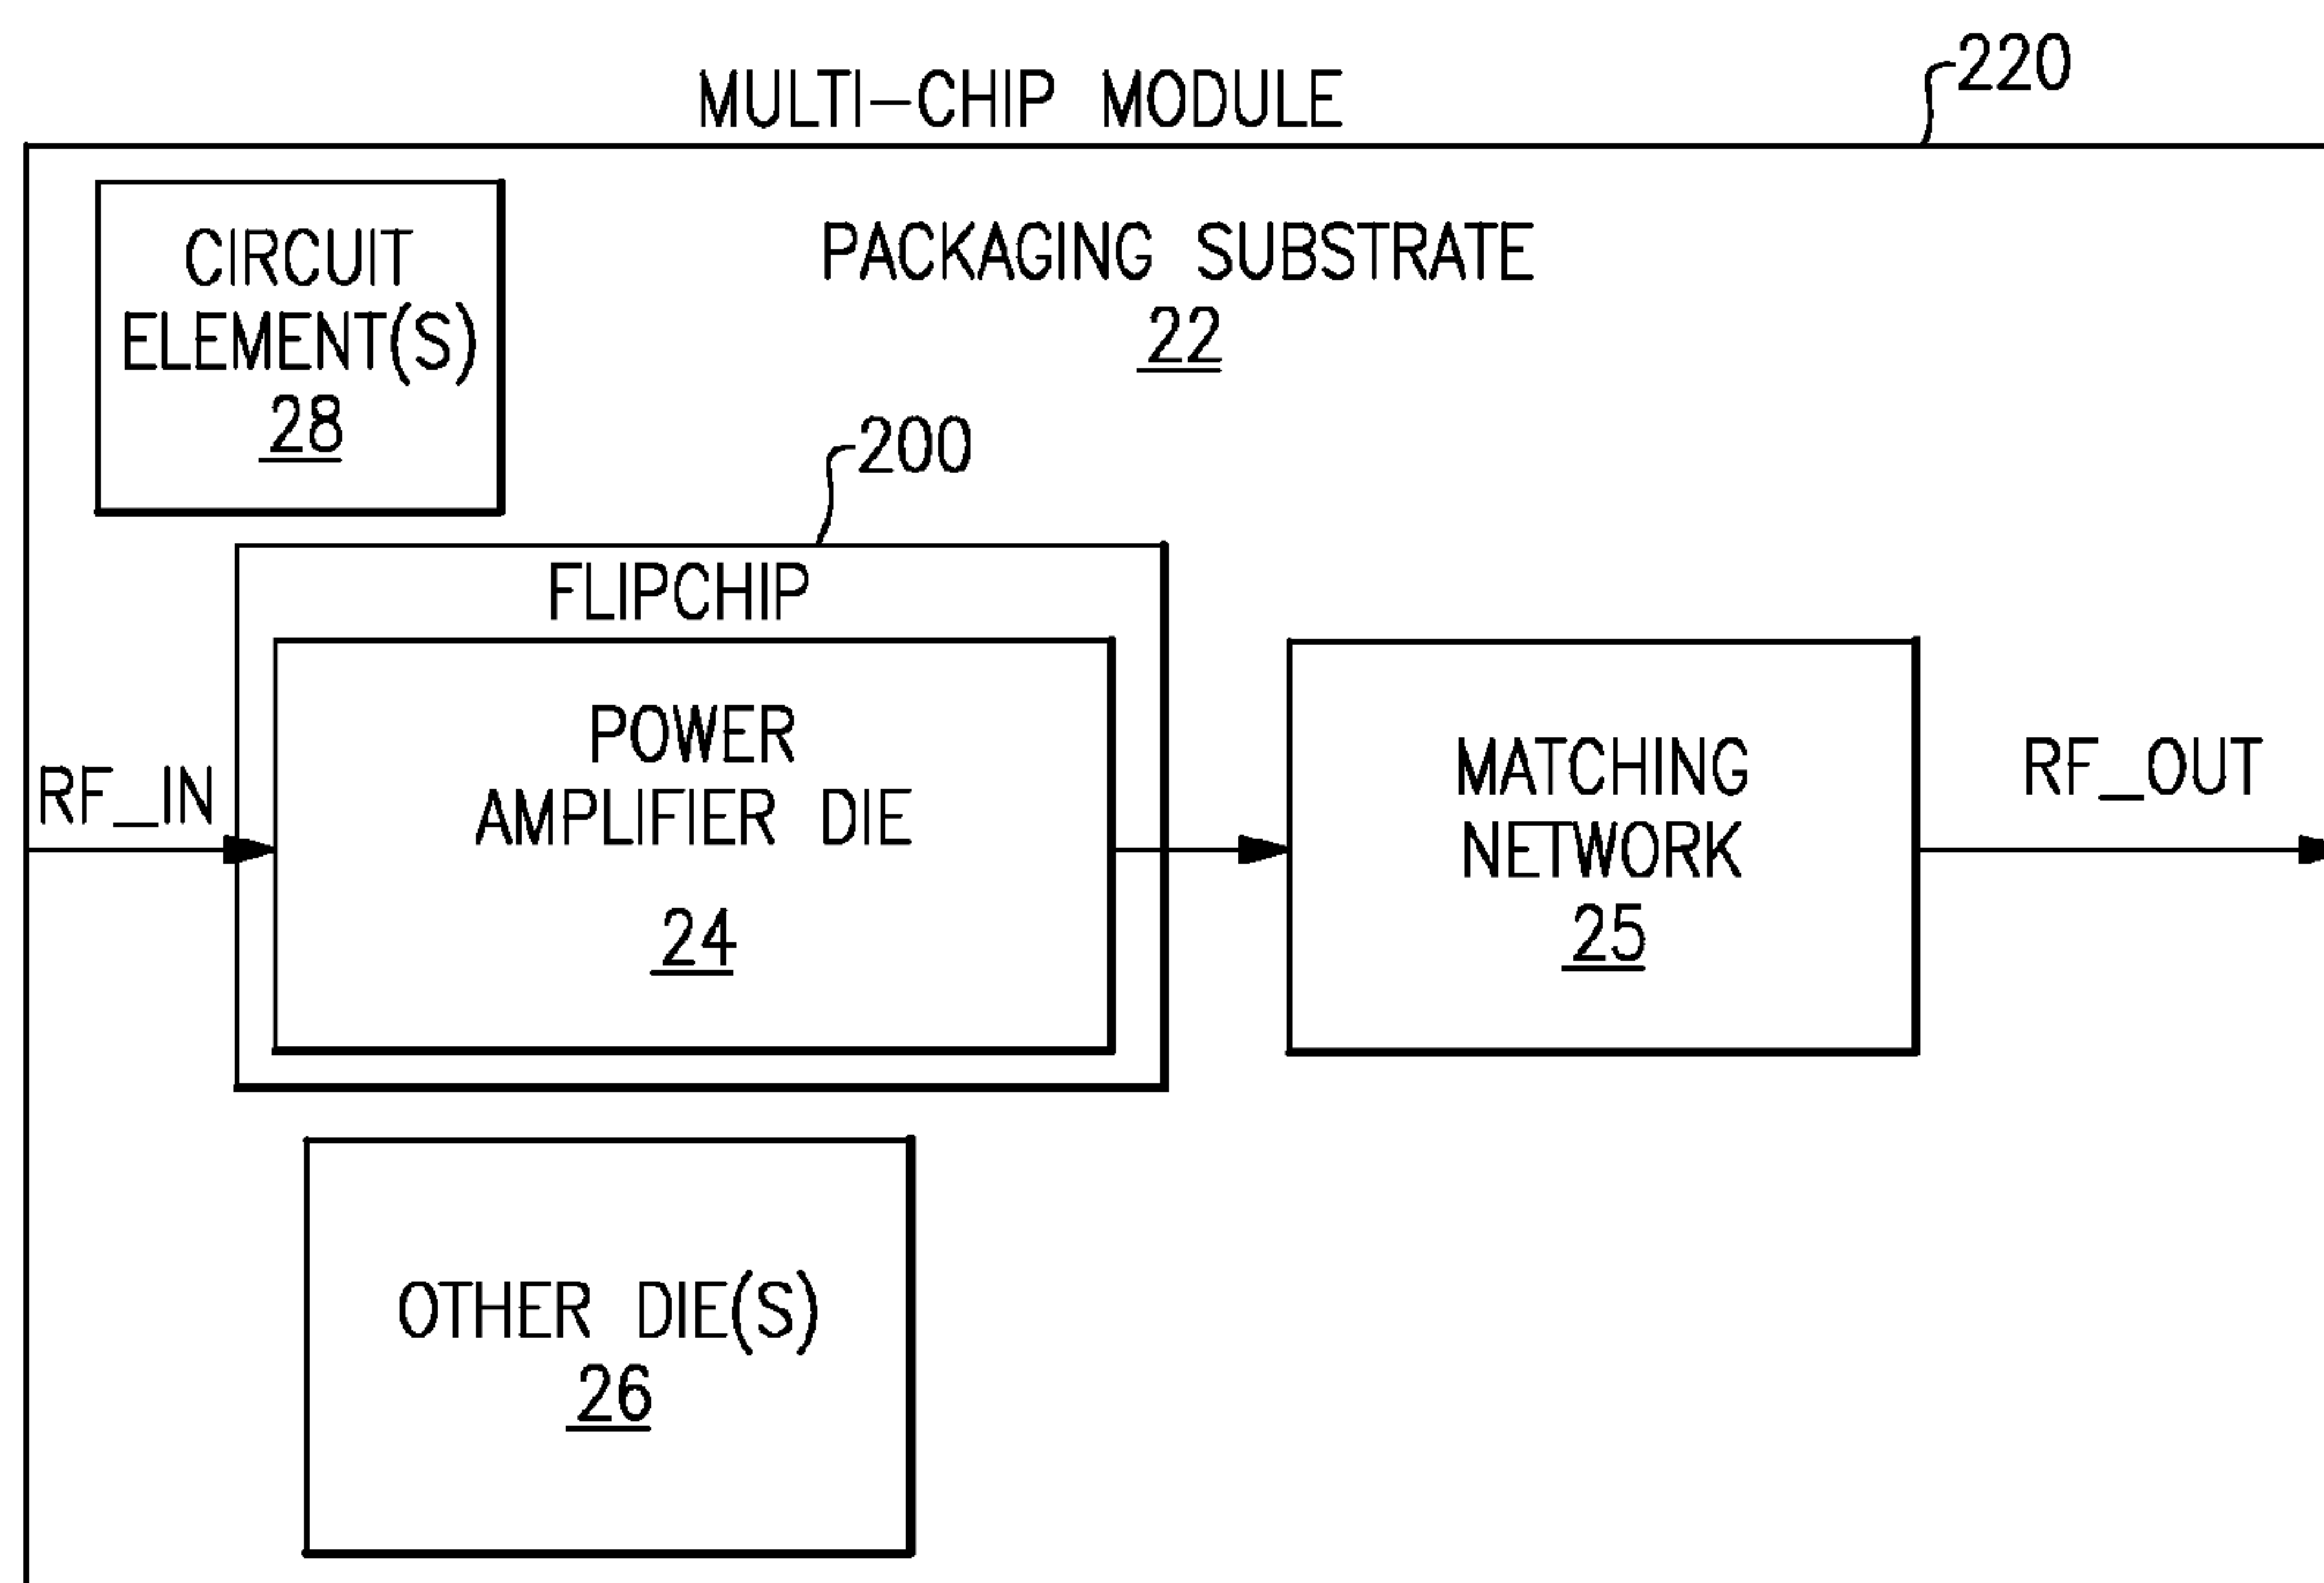 MULTI-CHIP MODULE
220
CIRCUIT
ELEMENT(S)
28
PACKAGING SUBSTRATE
22
200
FLIPCHIP
POWER
AMPLIFIER DIE
24
RF_IN
MATCHING
NETWORK
25
RF_OUT
OTHER DIE(S)
26